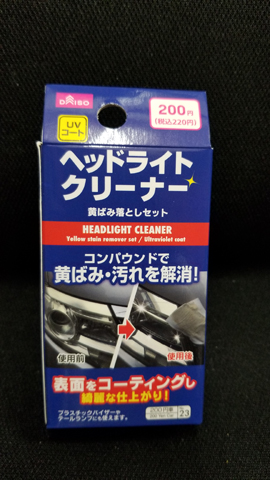 DAISO
200円
(税込220円)
UV
コート
ヘッドライト
クリーナー
黄ばみ落としセット
HEADLIGHT CLEANER
Yellow stain remover set / Ultraviolet coat
コンパウンドで
黄ばみ・汚れを解消!
使用前
使用後
表面をコーティングし
綺麗な仕上がり!
プラスチックバイザーや
テールランプにも使えます。
23